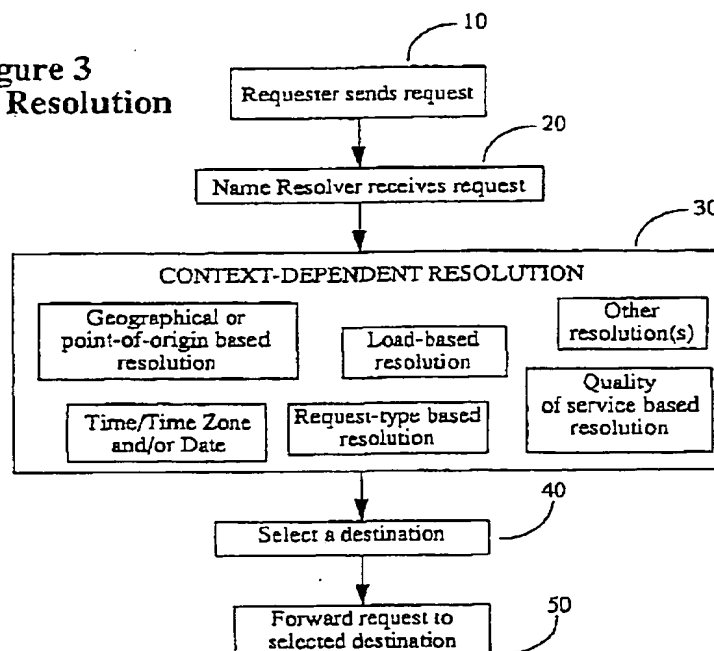 gure 3
Resolution
10
Requester sends request
20
Name Resolver receives request
30
CONTEXT-DEPENDENT RESOLUTION
Geographical or
point-of-origin based
resolution
Load-based
resolution
Other
resolution(s)
Time/Time Zone
and/or Date
Request-type based
resolution
Quality
of service based
resolution
40
Select a destination
50
Forward request to
selected destination